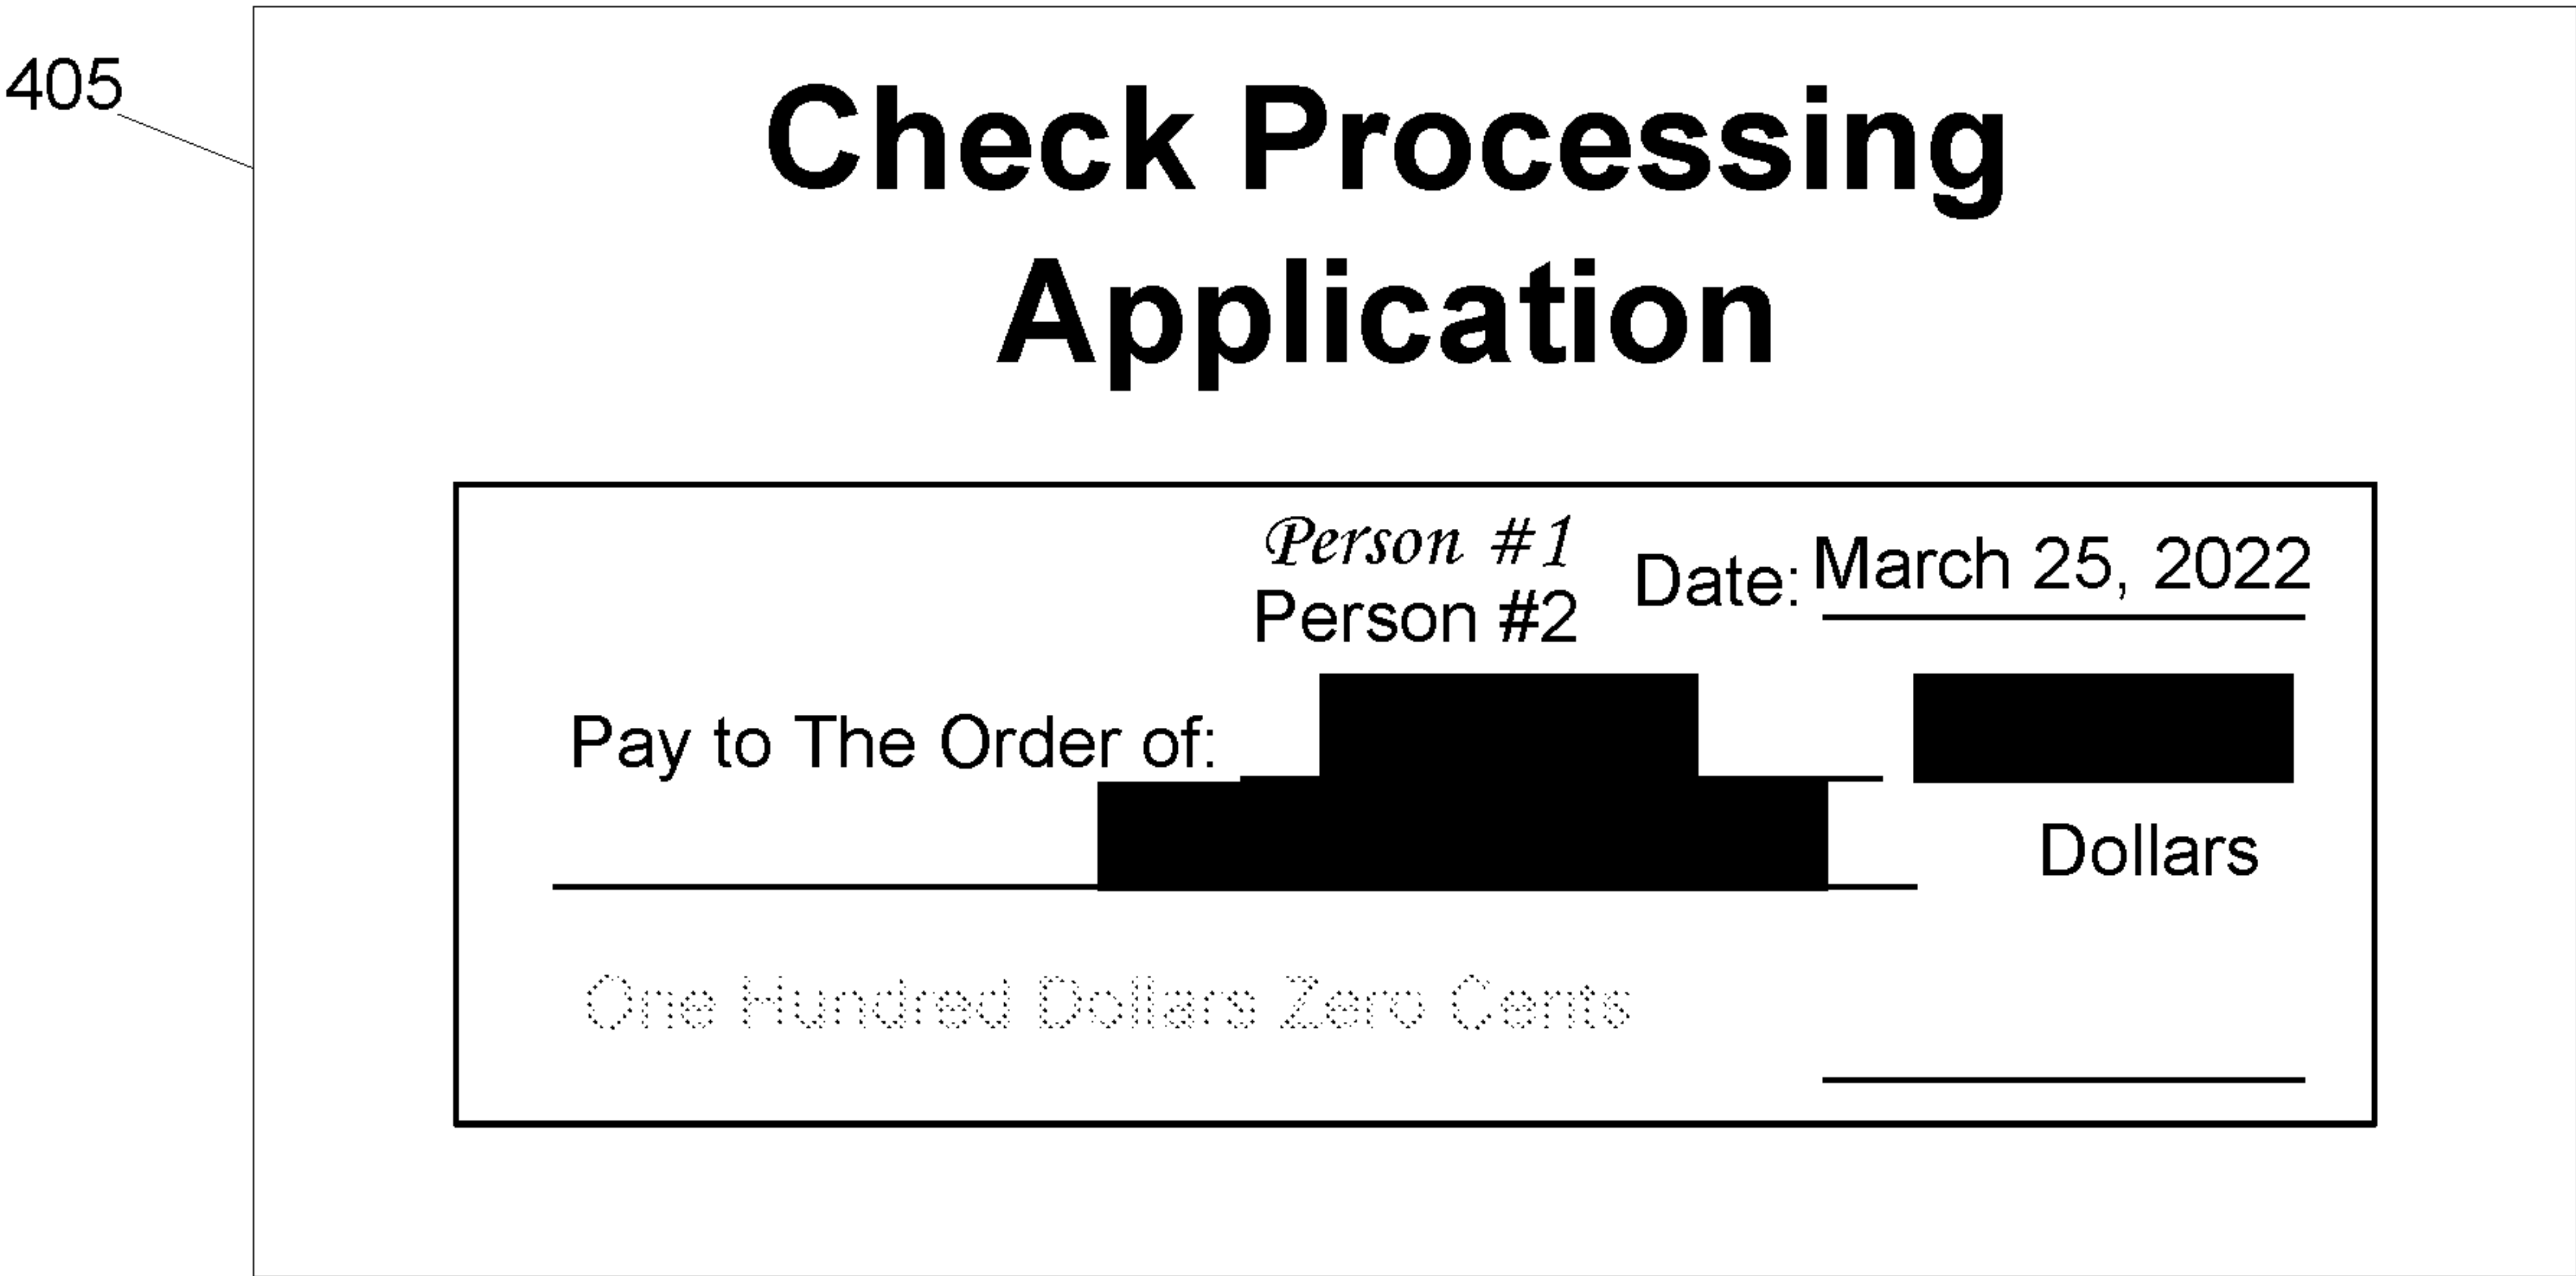 405
Check Processing
Application
Person #1
Person #2
Date: March 25, 2022
Pay to The Order of:
Dollars
One Hundred Dollars Zero Cents